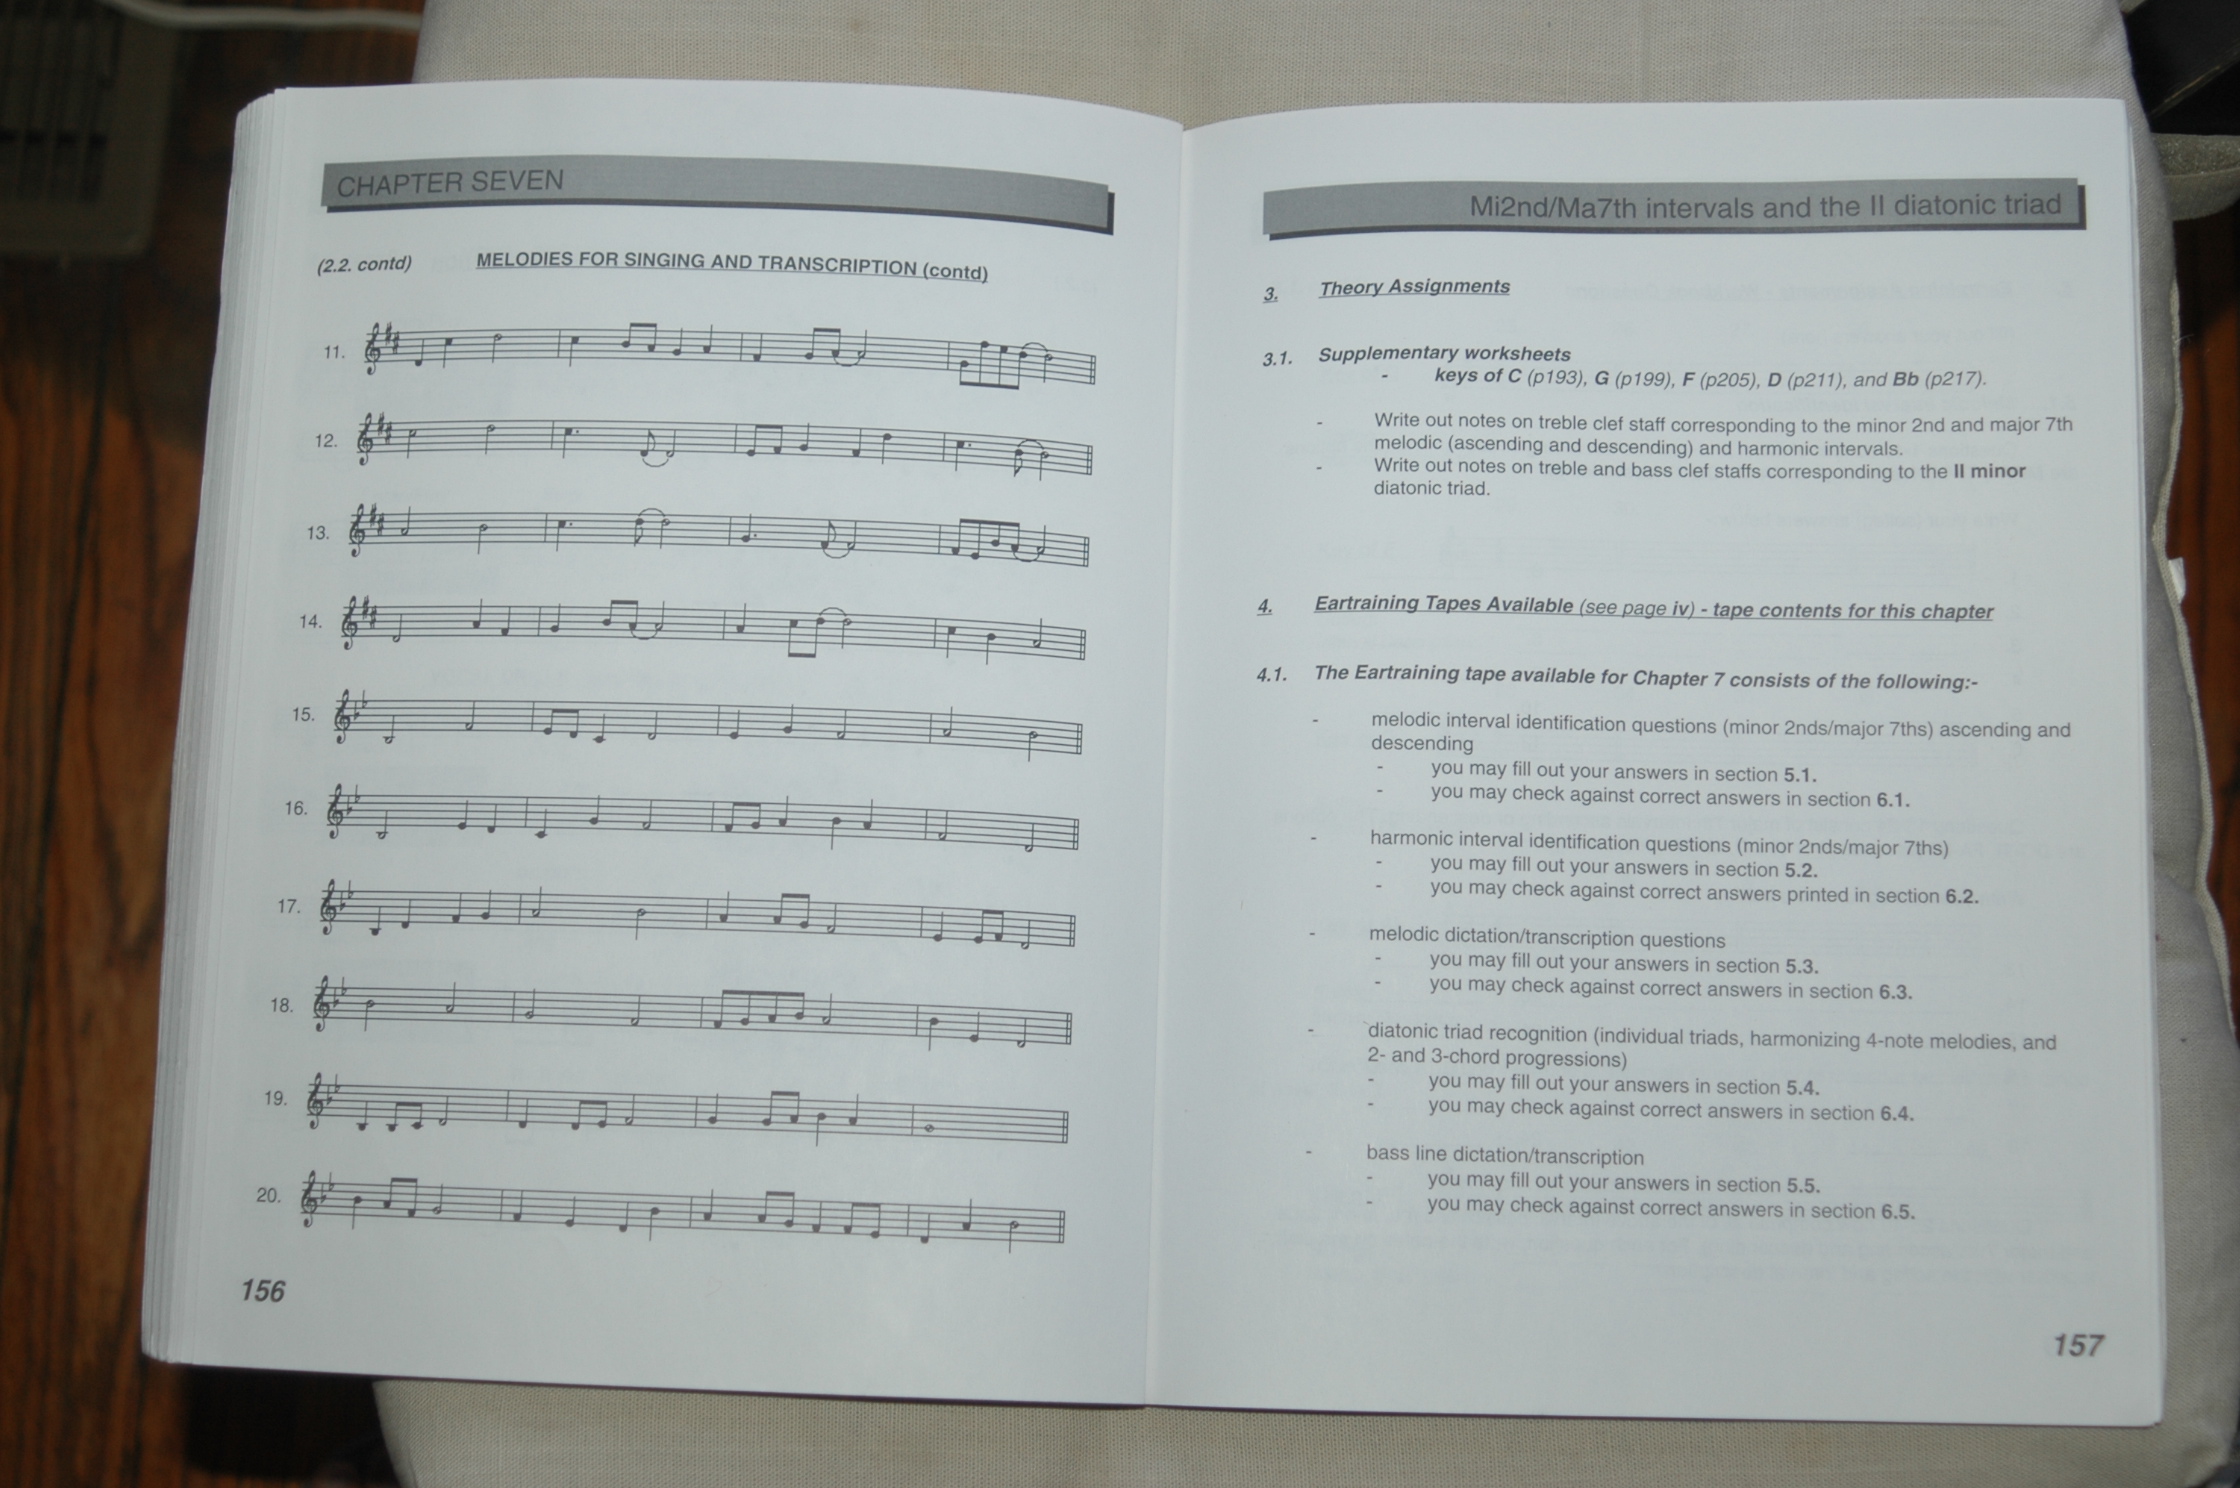 CHAPTER SEVEN
(2.2. contd) MELODIES FOR SINGING AND TRANSCRIPTION (contd)
11.
12.
13.
14.
15.
16.
17.
18.
19.
20.
156
Mi2nd/Ma7th intervals and the II diatonic triad
3. Theory Assignments
3.1. Supplementary worksheets
- keys of C (p193), G (p199), F (p205), D (p211), and Bb (p217).
- Write out notes on treble clef staff corresponding to the minor 2nd and major 7th
melodic (ascending and descending) and harmonic intervals.
- Write out notes on treble and bass clef staffs corresponding to the II minor
diatonic triad.
4. Eartraining Tapes Available (see page iv) - tape contents for this chapter
4.1. The Eartraining tape available for Chapter 7 consists of the following:-
- melodic interval identification questions (minor 2nds/major 7ths) ascending and
descending
- you may fill out your answers in section 5.1.
- you may check against correct answers in section 6.1.
- harmonic interval identification questions (minor 2nds/major 7ths)
- you may fill out your answers in section 5.2.
- you may check against correct answers printed in section 6.2.
- melodic dictation/transcription questions
- you may fill out your answers in section 5.3.
- you may check against correct answers in section 6.3.
- diatonic triad recognition (individual triads, harmonizing 4-note melodies, and
2- and 3-chord progressions)
- you may fill out your answers in section 5.4.
- you may check against correct answers in section 6.4.
- bass line dictation/transcription
- you may fill out your answers in section 5.5.
- you may check against correct answers in section 6.5.
157